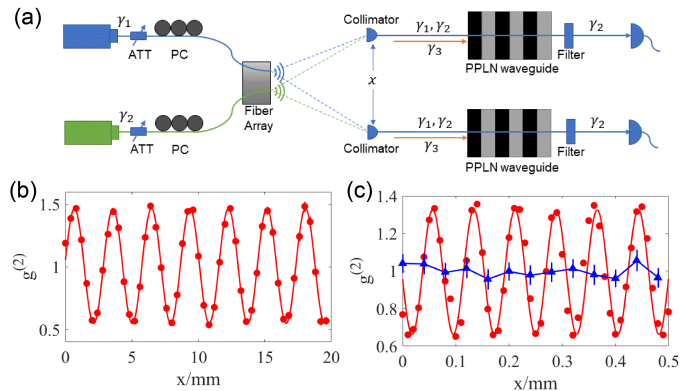 (a)
γ1
ATT
PC
γ2
ATT
PC
Fiber
Array
Collimator
γ1, γ2
γ3
PPLN waveguide
Filter
γ2
x
Collimator
γ1, γ2
γ3
PPLN waveguide
Filter
γ2
(b)
1.5
1
0.5
g(2)
0 5 10 15 20
x/mm
(c)
1.4
1.2
1
0.8
0.6
g(2)
0 0.1 0.2 0.3 0.4 0.5
x/mm